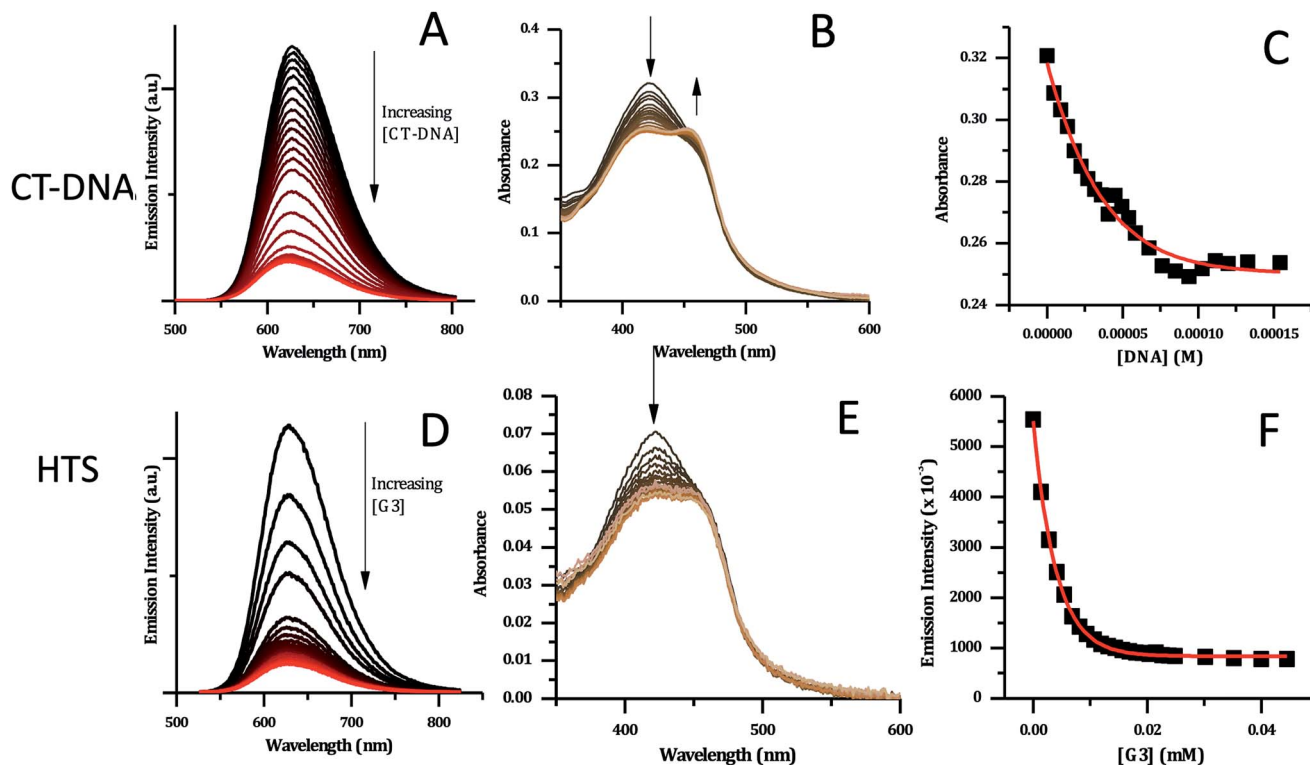 CT-DNA
A
Emission Intensity (a.u.)
Increasing
[CT-DNA]
500
600
700
800
Wavelength (nm)
B
Absorbance
0.4
0.3
0.2
0.1
0.0
400
500
600
Wavelength (nm)
C
Absorbance
0.32
0.30
0.28
0.26
0.24
0.00000
0.00005
0.00010
0.00015
[DNA] (M)
HTS
D
Emission Intensity (a.u.)
Increasing
[G3]
500
600
700
800
Wavelength (nm)
E
Absorbance
0.08
0.07
0.06
0.05
0.04
0.03
0.02
0.01
0.00
400
500
600
Wavelength (nm)
F
Emission Intensity (x 10⁻³)
6000
5000
4000
3000
2000
1000
0
0.00
0.02
0.04
[G3] (mM)